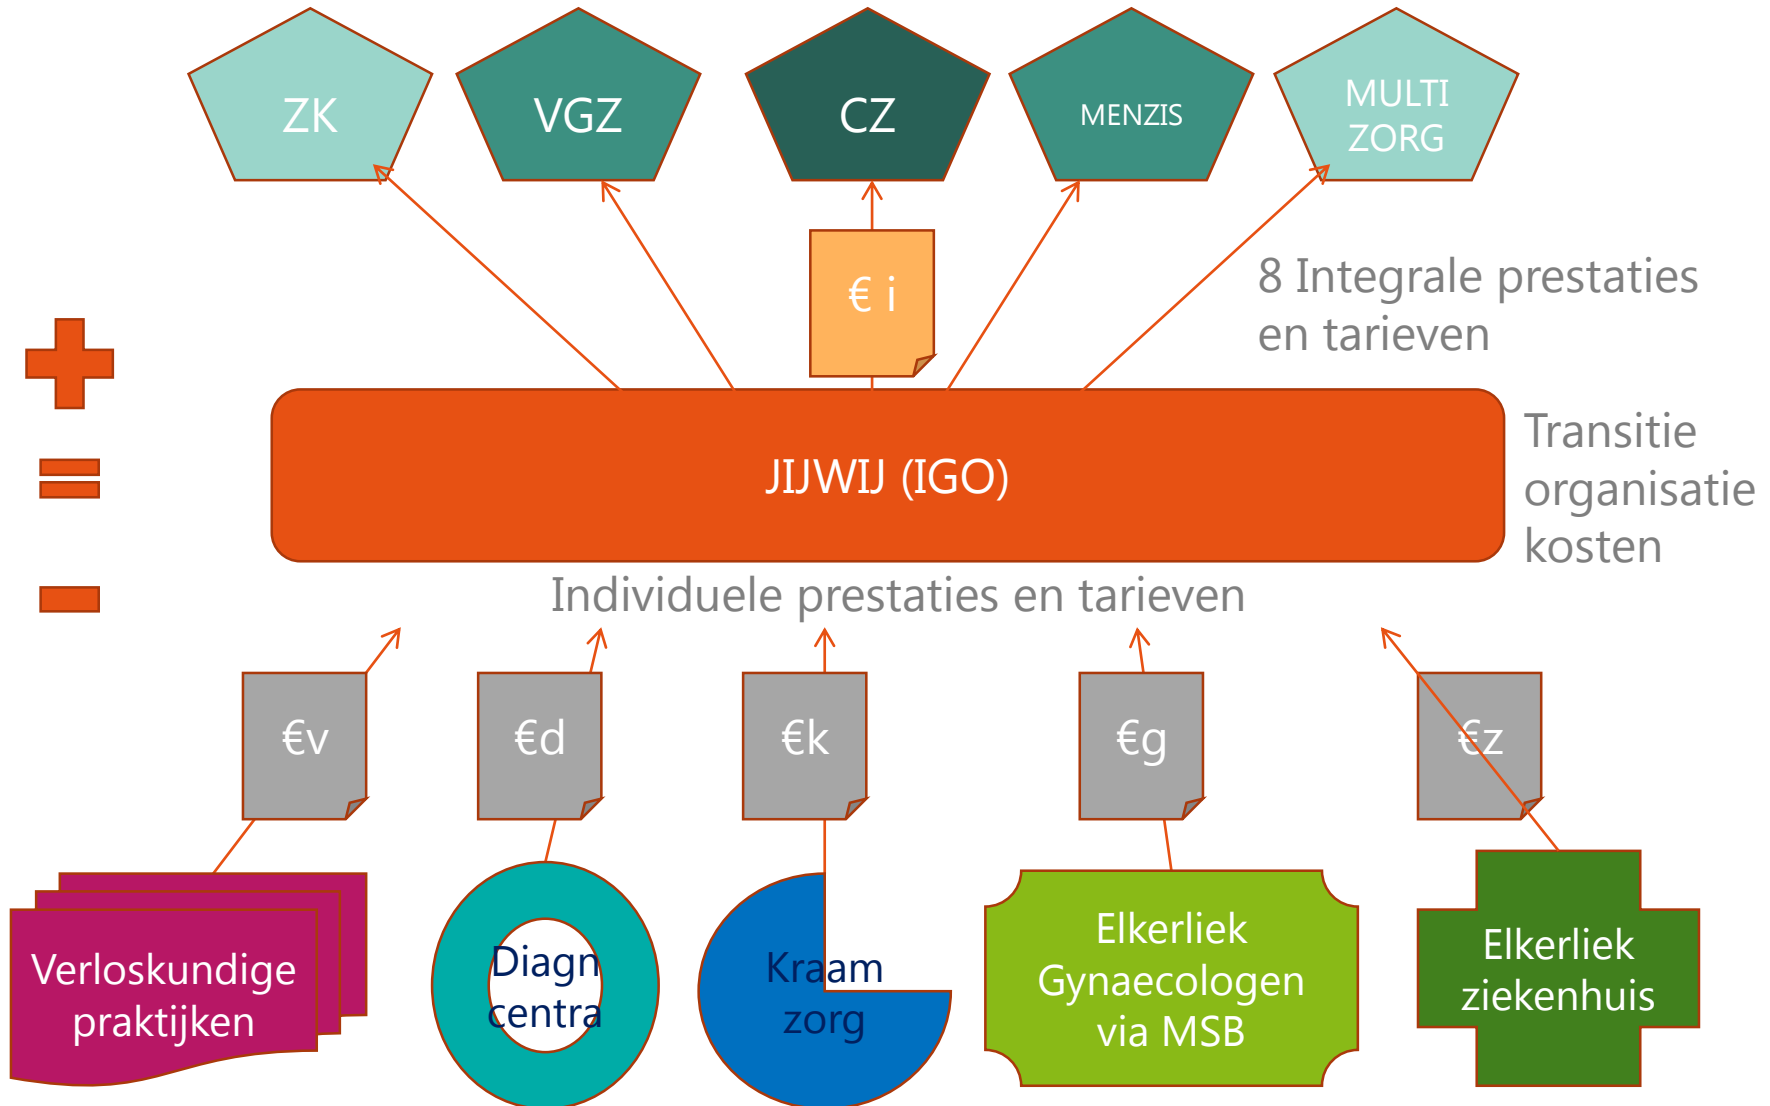 ZK
VGZ
CZ
MENZIS
MULTI
ZORG
€ i
8 Integrale prestaties
en tarieven
JIJWIJ (IGO)
Transitie
organisatie
kosten
Individuele prestaties en tarieven
€v
€d
€k
€g
€z
Verloskundige
praktijken
Diagn
centra
Kraam
zorg
Elkerliek
Gynaecologen
via MSB
Elkerliek
ziekenhuis